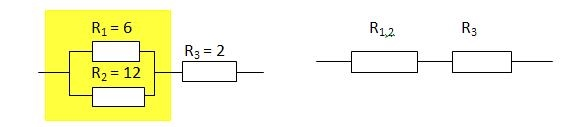 R₁ = 6
R₂ = 12
R₃ = 2
R₁,₂
R₃